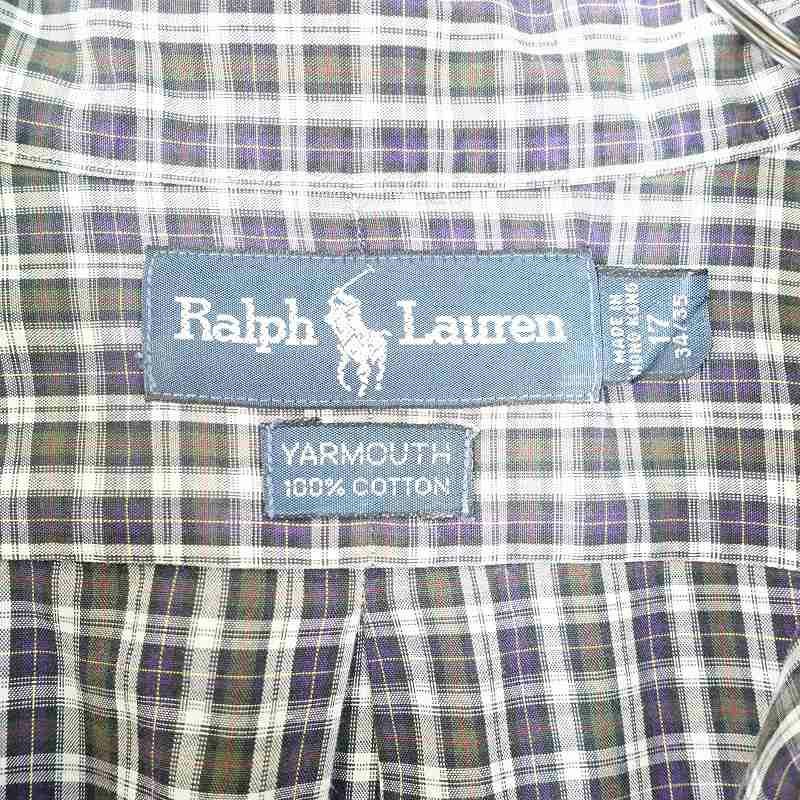 Ralph Lauren
MADE IN
HONG KONG
17
34/35
YARMOUTH
100% COTTON